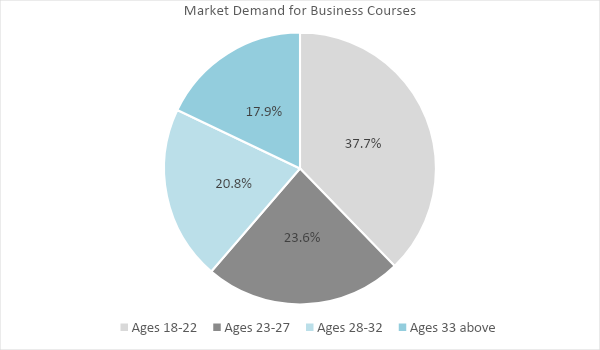 Market Demand for Business Courses
17.9%
37.7%
20.8%
23.6%
Ages 18-22 Ages 23-27 Ages 28-32 Ages 33 above